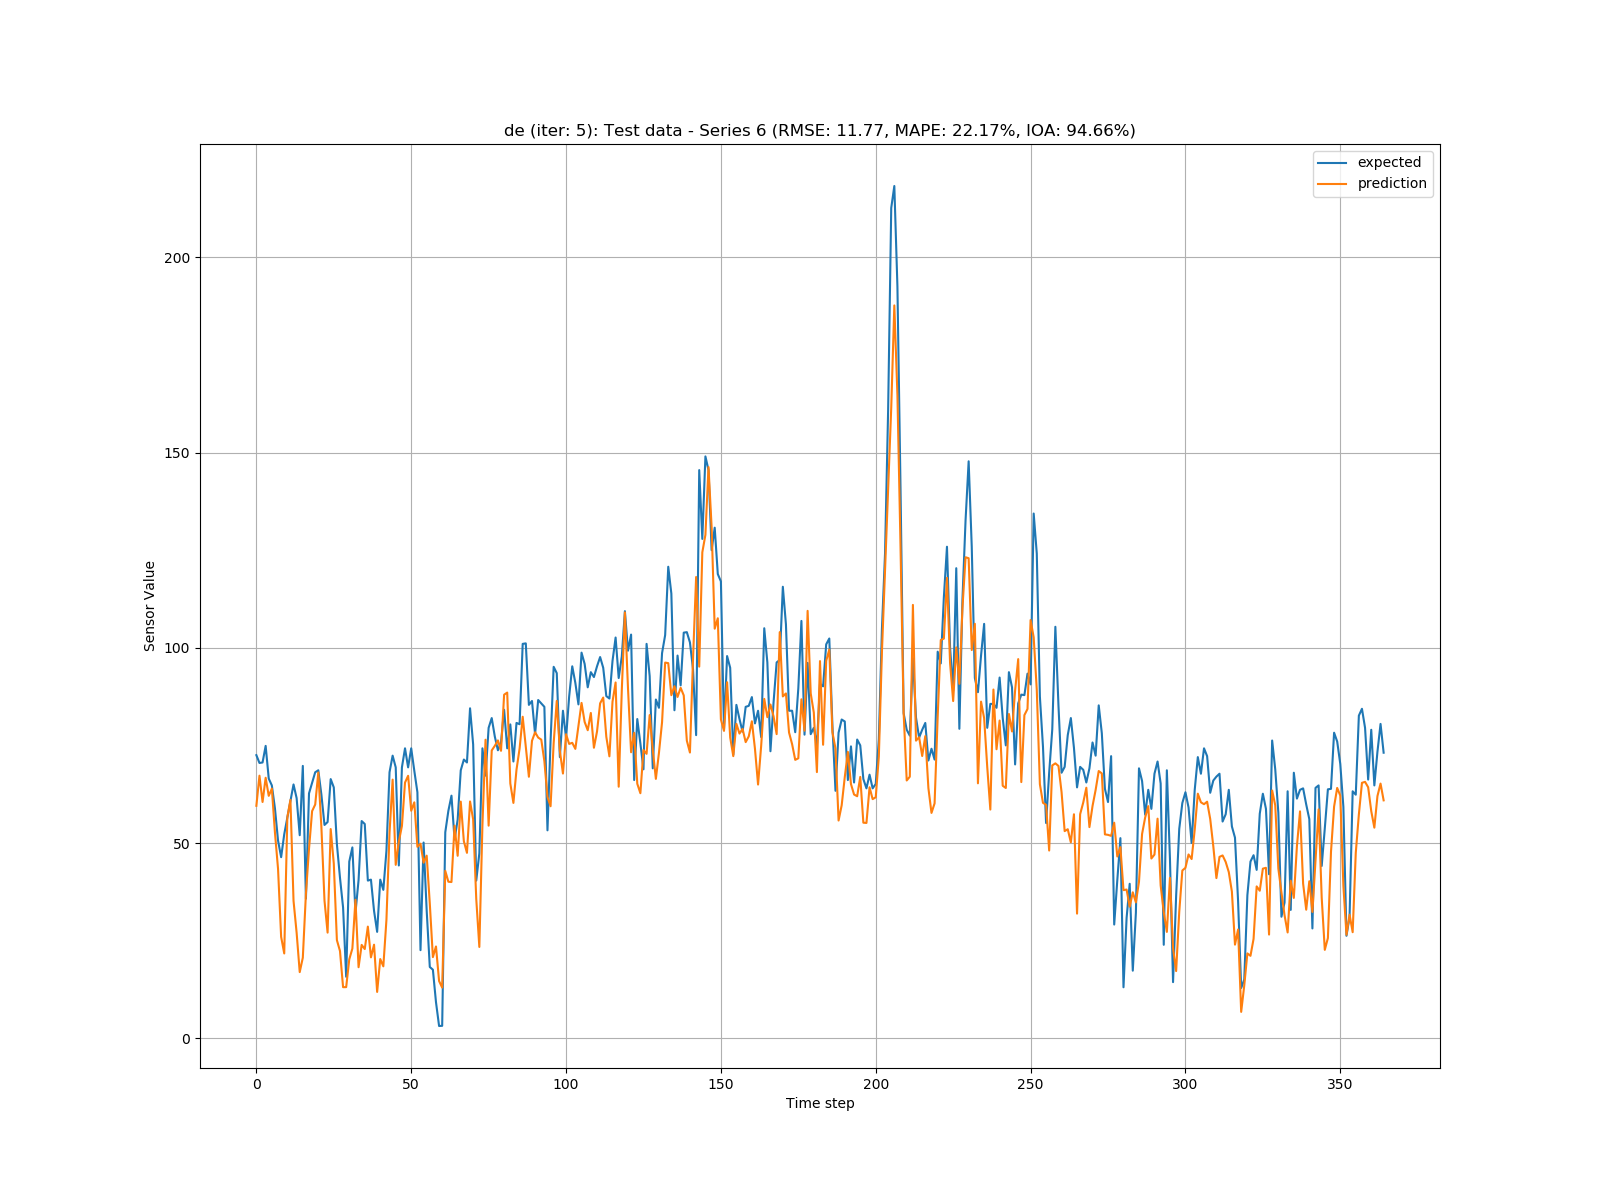 de (iter: 5): Test data - Series 6 (RMSE: 11.77, MAPE: 22.17%, IOA: 94.66%)
expected
prediction
200
150
100
50
0
Sensor Value
0 50 100 150 200 250 300 350
Time step